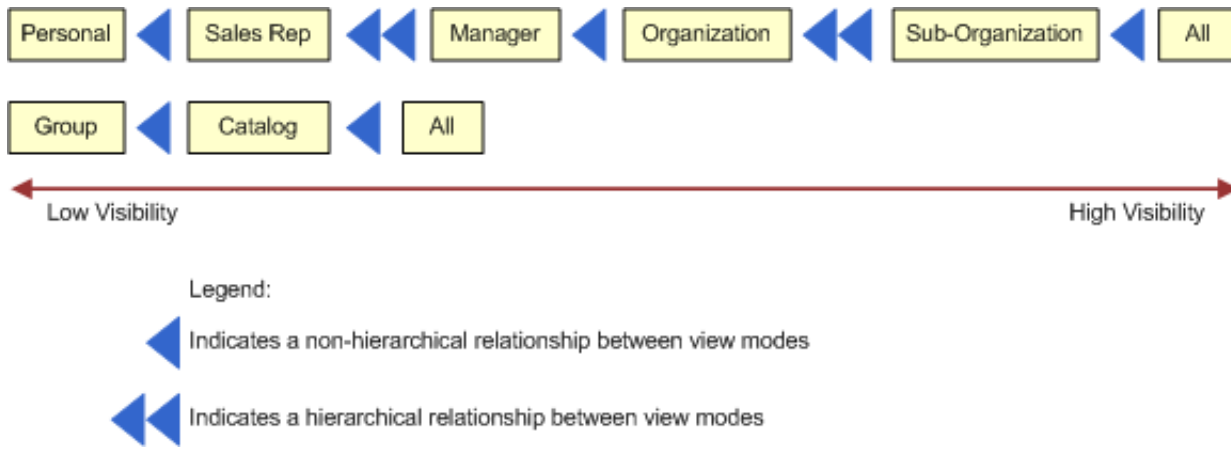 Personal Sales Rep Manager Organization Sub-Organization All
Group Catalog All
Low Visibility High Visibility
Legend:
Indicates a non-hierarchical relationship between view modes
Indicates a hierarchical relationship between view modes